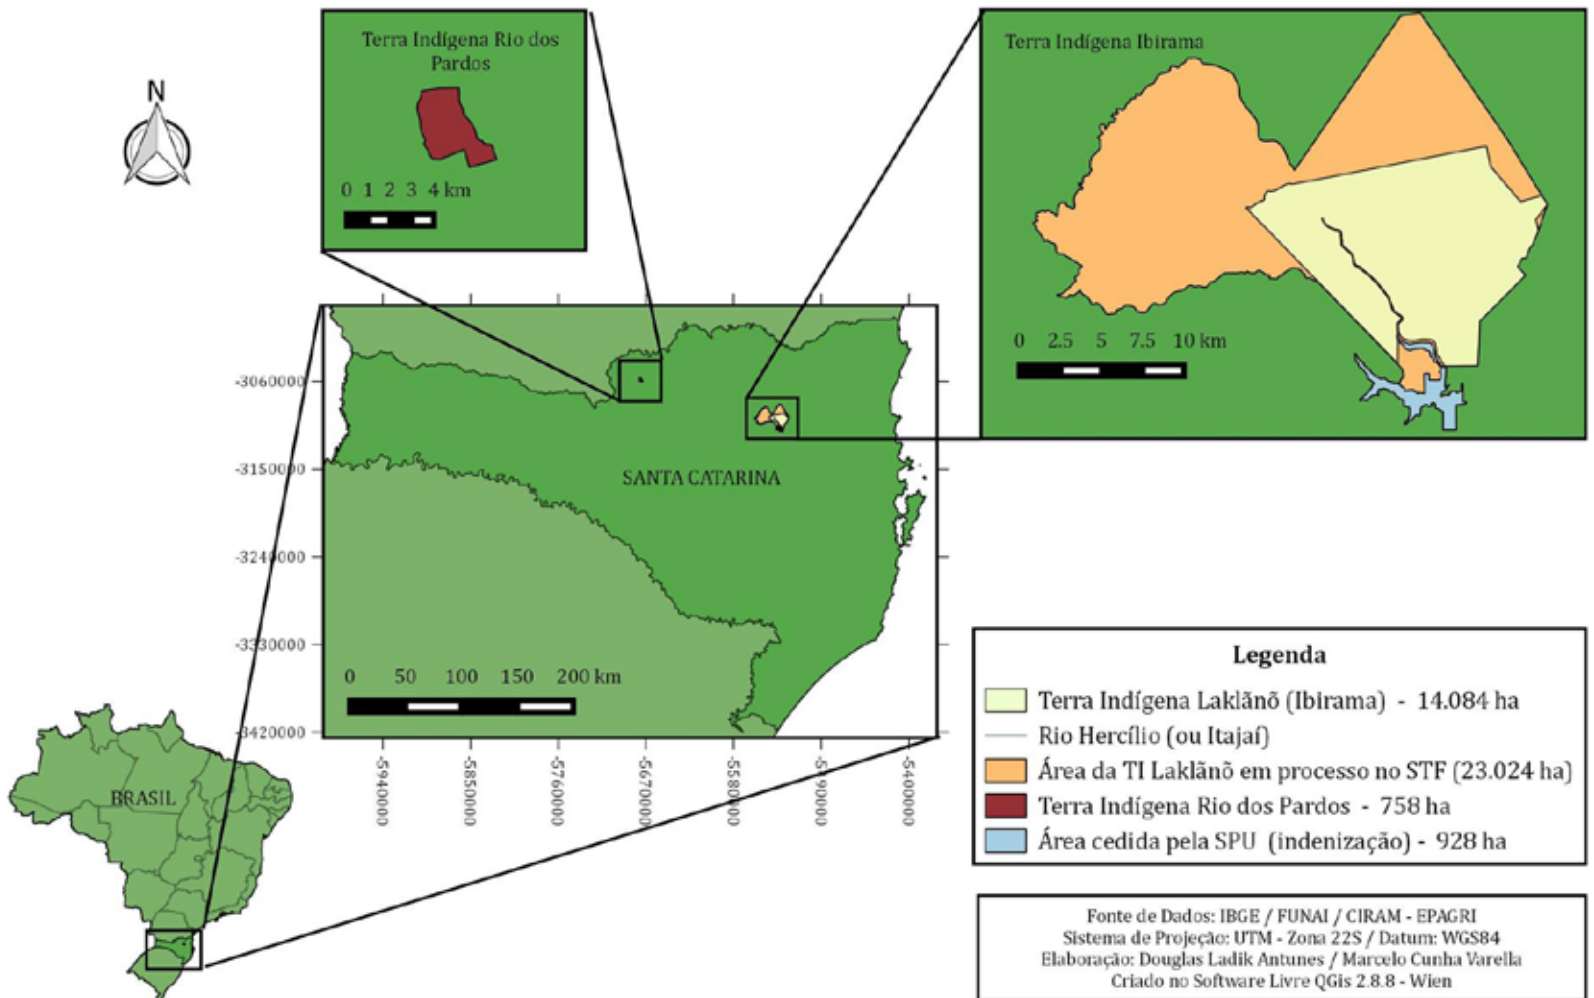 Terra Indígena Rio dos
Pardos
0 1 2 3 4 km
Terra Indígena Ibirama
0 2.5 5 7.5 10 km
N
-3060000
-3150000
-3240000
-3330000
-3420000
SANTA CATARINA
0 50 100 150 200 km
-5940000
-5850000
-5760000
-5670000
-5580000
-5490000
-5400000
BRASIL
Legenda
Terra Indígena Laklãnõ (Ibirama) - 14.084 ha
Rio Hercílio (ou Itajaí)
Área da TI Laklãnõ em processo no STF (23.024 ha)
Terra Indígena Rio dos Pardos - 758 ha
Área cedida pela SPU (indenização) - 928 ha
Fonte de Dados: IBGE / FUNAI / CIRAM - EPAGRI
Sistema de Projeção: UTM - Zona 22S / Datum: WGS84
Elaboração: Douglas Ladik Antunes / Marcelo Cunha Varella
Criado no Software Livre QGis 2.8.8 - Wien